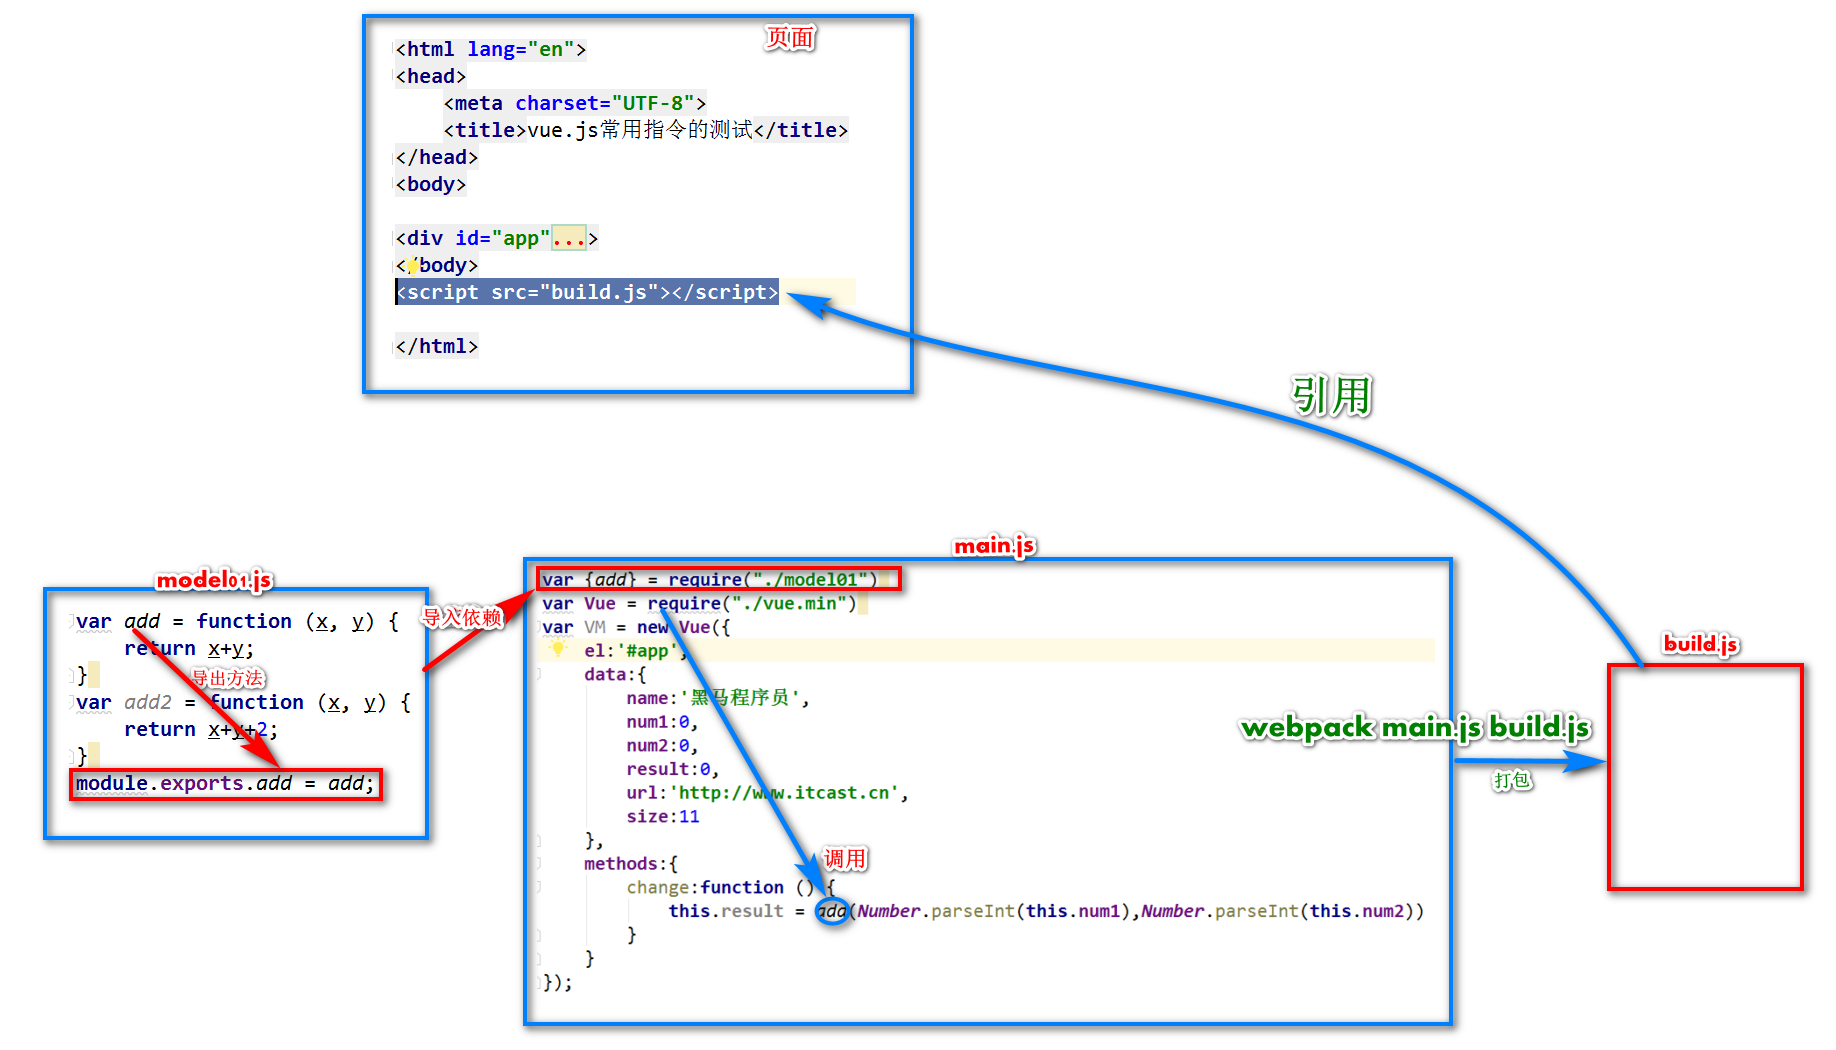 页面
<html lang="en">
<head>
<meta charset="UTF-8">
<title>vue.js常用指令的测试</title>
</head>
<body>
<div id="app"...>
</body>
<script src="build.js"></script>
</html>
引用
model01.js
var add = function (x, y) {
return x+y;
}
导出方法
var add2 = function (x, y) {
return x+y+2;
}
module.exports.add = add;
导入依赖
main.js
var {add} = require("./model01")
var Vue = require("./vue.min")
var VM = new Vue({
el:'#app',
data:{
name:'黑马程序员',
num1:0,
num2:0,
result:0,
url:'http://www.itcast.cn',
size:11
},
methods:{
调用
change:function () {
this.result = add(Number.parseInt(this.num1),Number.parseInt(this.num2))
}
}
});
webpack main.js build.js
打包
build.js